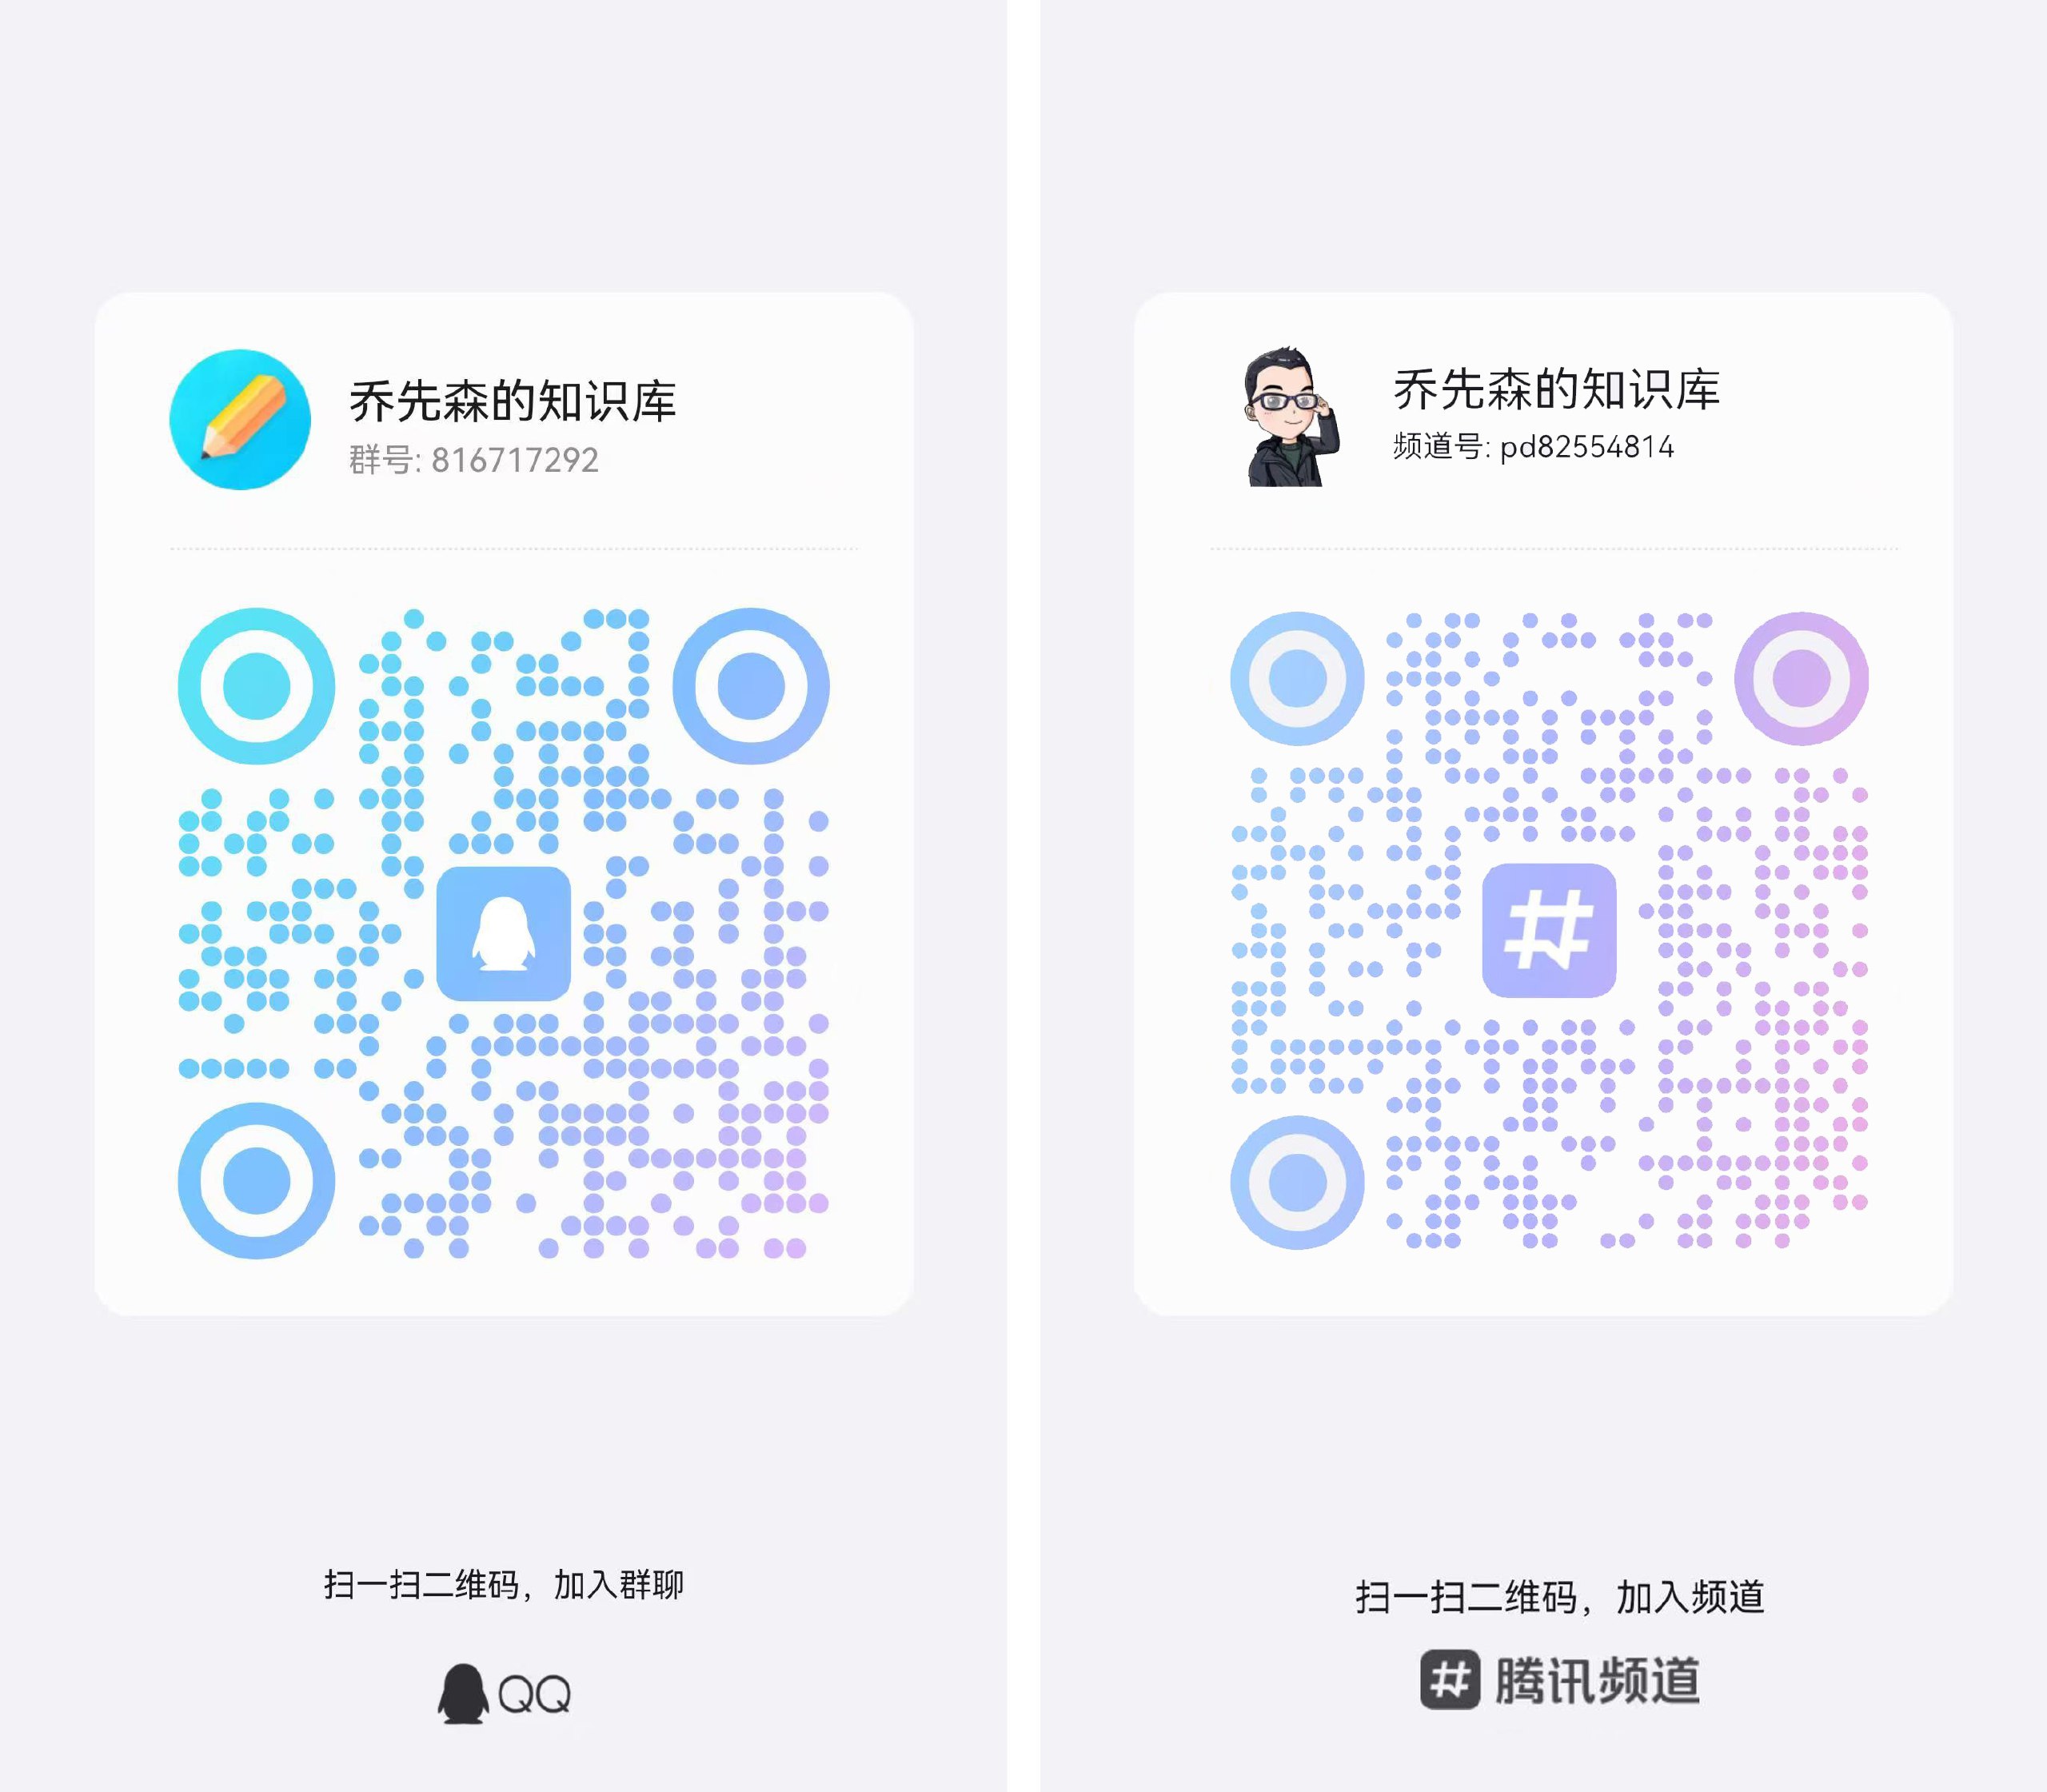 乔先森的知识库
群号: 816717292
扫一扫二维码，加入群聊
QQ
乔先森的知识库
频道号: pd82554814
扫一扫二维码，加入频道
腾讯频道